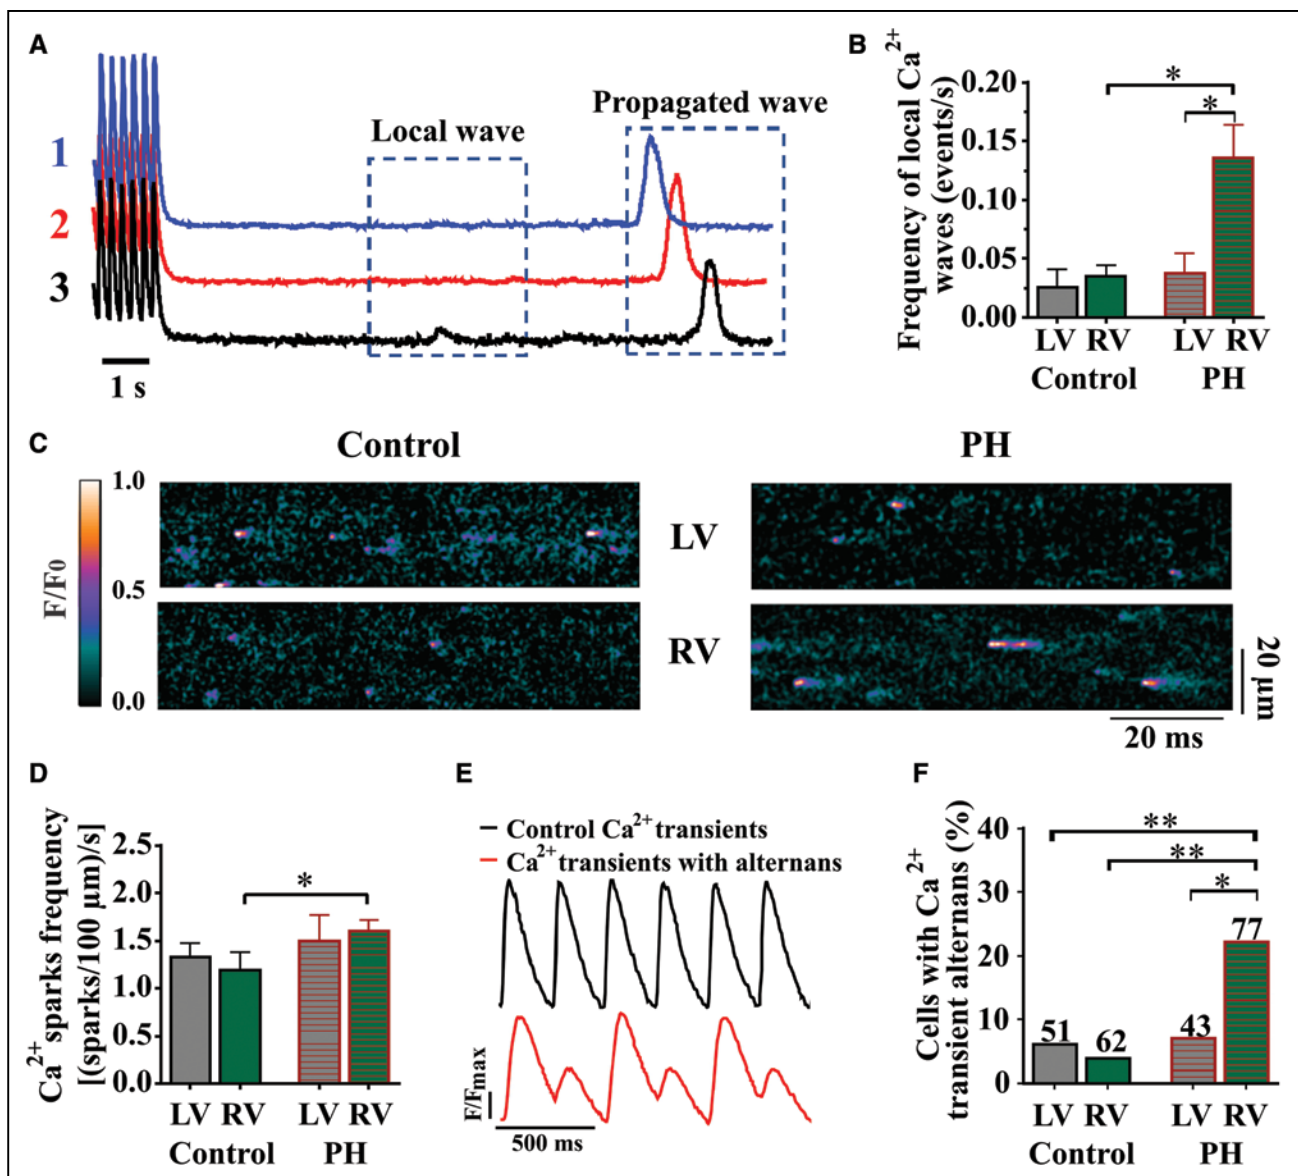 A
1
2
3
Local wave
Propagated wave
1 s
B
Frequency of local Ca2+
waves (events/s)
0.20
0.15
0.10
0.05
0.00
*
*
LV RV LV RV
Control PH
C
Control
PH
F/F0
1.0
0.5
0.0
LV
RV
20 µm
20 ms
D
Ca2+ sparks frequency
[(sparks/100 µm)/s]
2.5
2.0
1.5
1.0
0.5
0.0
*
LV RV LV RV
Control PH
E
Control Ca2+ transients
Ca2+ transients with alternans
F/Fmax
500 ms
F
Cells with Ca2+
transient alternans (%)
40
30
20
10
0
**
**
*
51
62
43
77
LV RV LV RV
Control PH